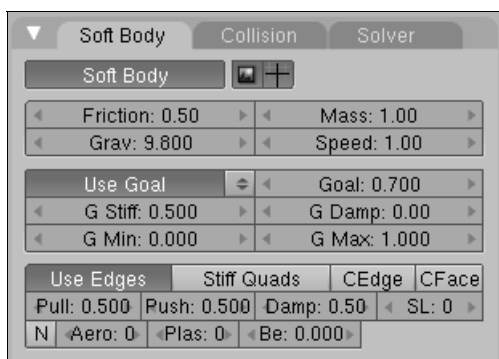 Soft Body Collision Solver
Soft Body
Friction: 0.50 Mass: 1.00
Grav: 9.800 Speed: 1.00
Use Goal Goal: 0.700
G Stiff: 0.500 G Damp: 0.00
G Min: 0.000 G Max: 1.000
Use Edges Stiff Quads CEdge CFace
Pull: 0.500 Push: 0.500 Damp: 0.50 SL: 0
N Aero: 0 Plas: 0 Be: 0.000